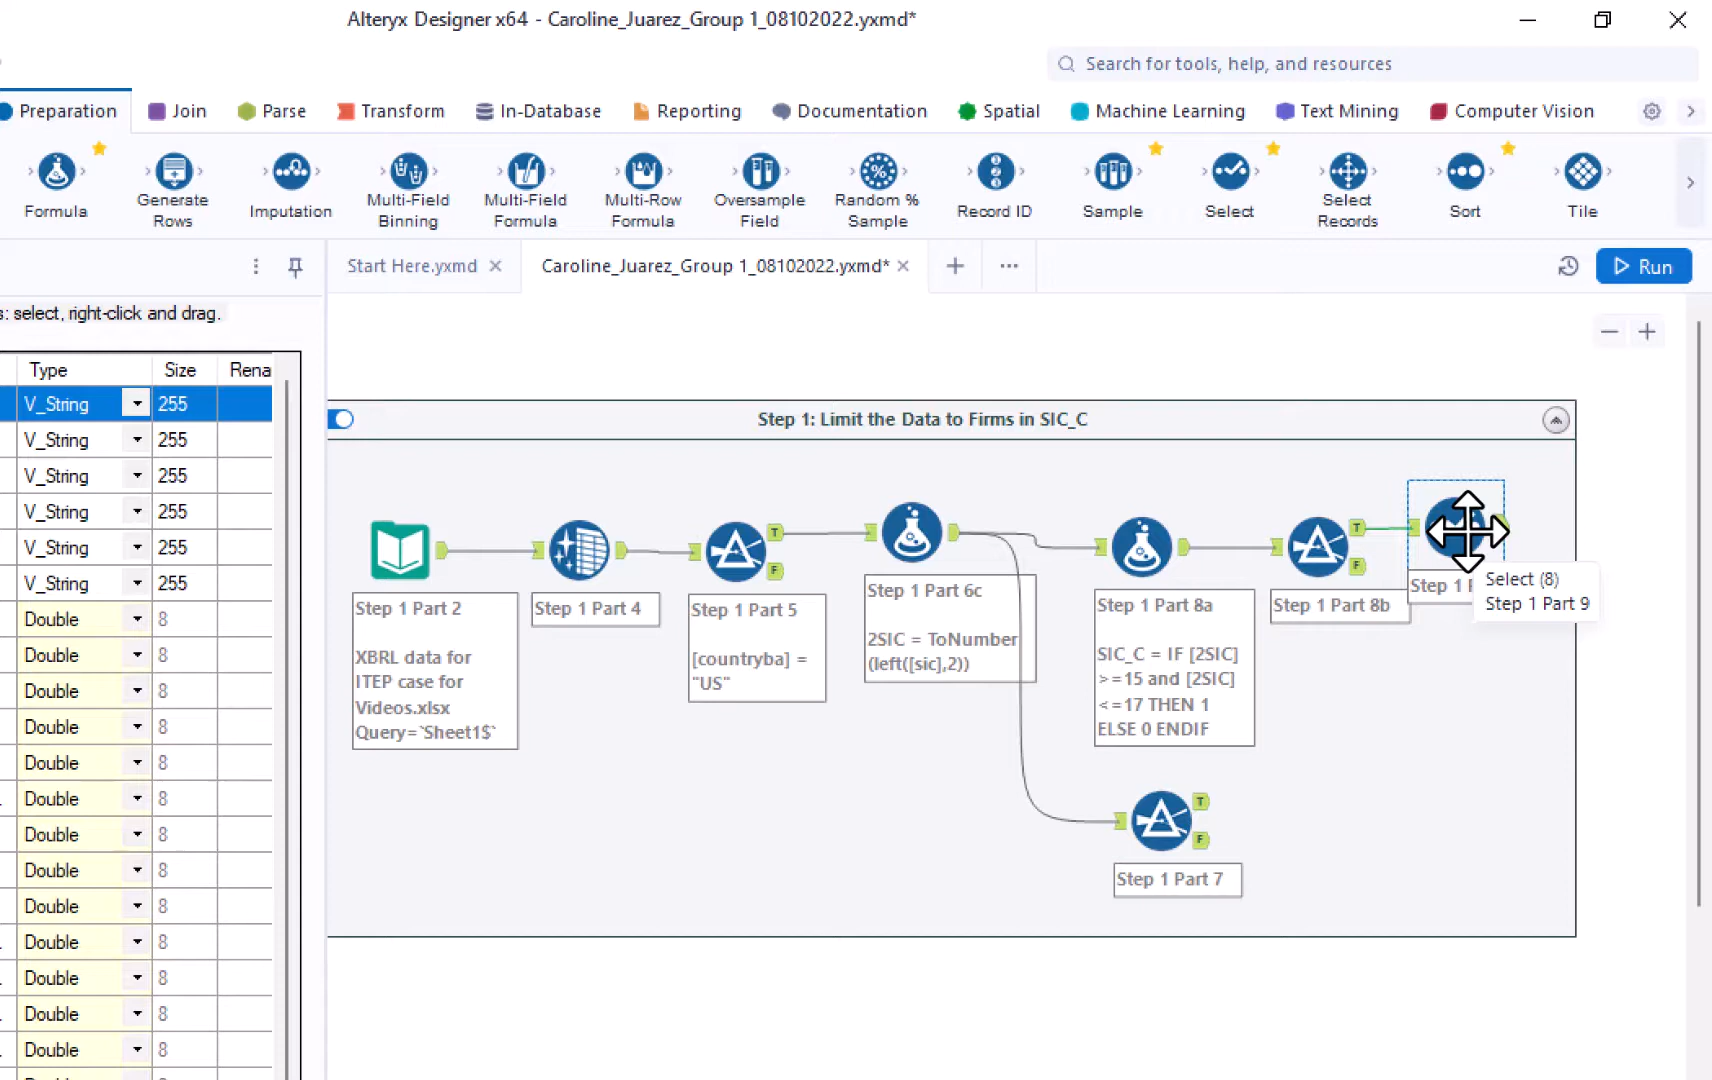 Alteryx Designer x64 - Caroline_Juarez_Group 1_08102022.yxmd*
Search for tools, help, and resources
Preparation Join Parse Transform In-Database Reporting Documentation Spatial Machine Learning Text Mining Computer Vision
Formula
Generate
Rows
Imputation
Multi-Field
Binning
Multi-Field
Formula
Multi-Row
Formula
Oversample
Field
Random %
Sample
Record ID
Sample
Select
Select
Records
Sort
Tile
Start Here.yxmd
Caroline_Juarez_Group 1_08102022.yxmd*
Run
s: select, right-click and drag.
Type Size Rena
V_String 255
V_String 255
V_String 255
V_String 255
V_String 255
V_String 255
Double 8
Double 8
Double 8
Double 8
Double 8
Double 8
Double 8
Double 8
Double 8
Double 8
Double 8
Double 8
Double 8
Step 1: Limit the Data to Firms in SIC_C
Step 1 Part 2
XBRL data for
ITEP case for
Videos.xlsx
Query=`Sheet1$`
Step 1 Part 4
T
F
Step 1 Part 5
[countryba] =
"US"
Step 1 Part 6c
2SIC = ToNumber
(left([sic],2))
Step 1 Part 8a
SIC_C = IF [2SIC]
>=15 and [2SIC]
<=17 THEN 1
ELSE 0 ENDIF
T
F
Step 1 Part 8b
Step 1 P
Select (8)
Step 1 Part 9
T
F
Step 1 Part 7